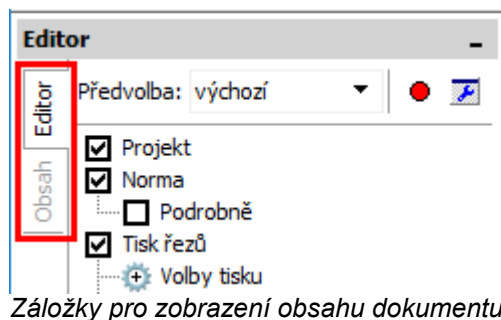 Editor
Editor
Obsah
Předvolba: výchozí
Projekt
Norma
Podrobně
Tisk řezů
Volby tisku
Záložky pro zobrazení obsahu dokumentu